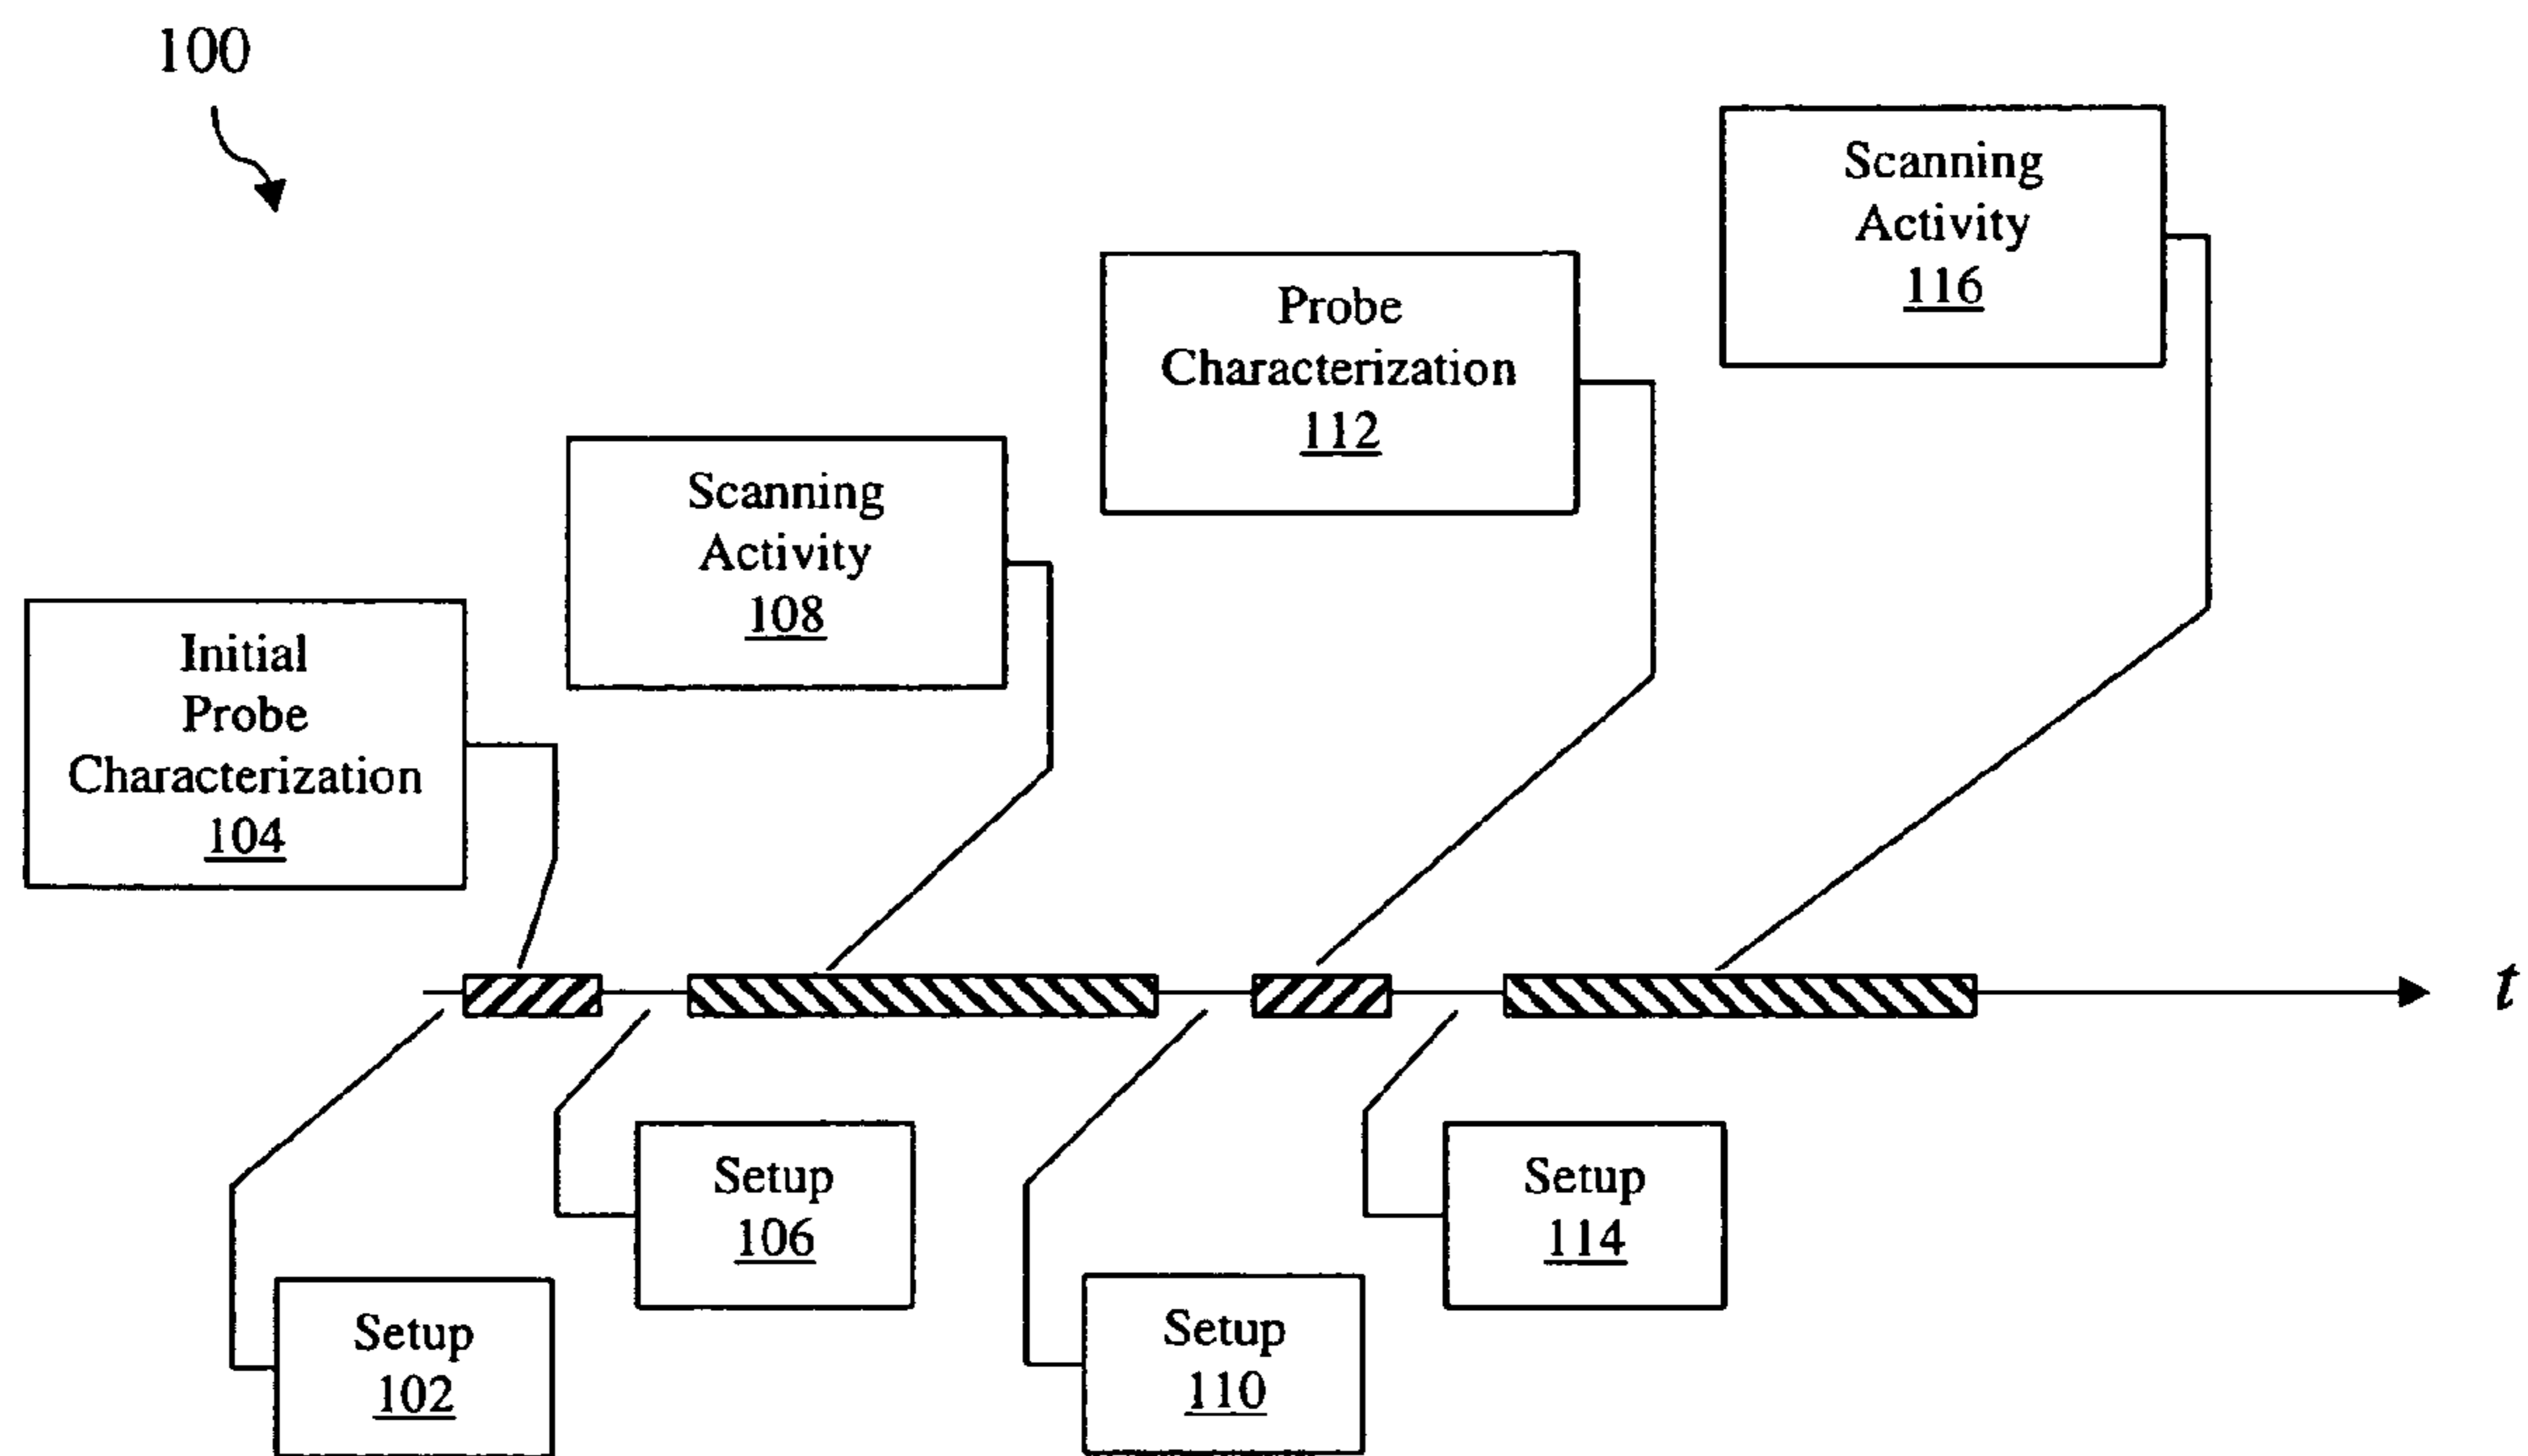 100
Scanning
Activity
116
Probe
Characterization
112
Scanning
Activity
108
Initial
Probe
Characterization
104
t
Setup
106
Setup
114
Setup
102
Setup
110